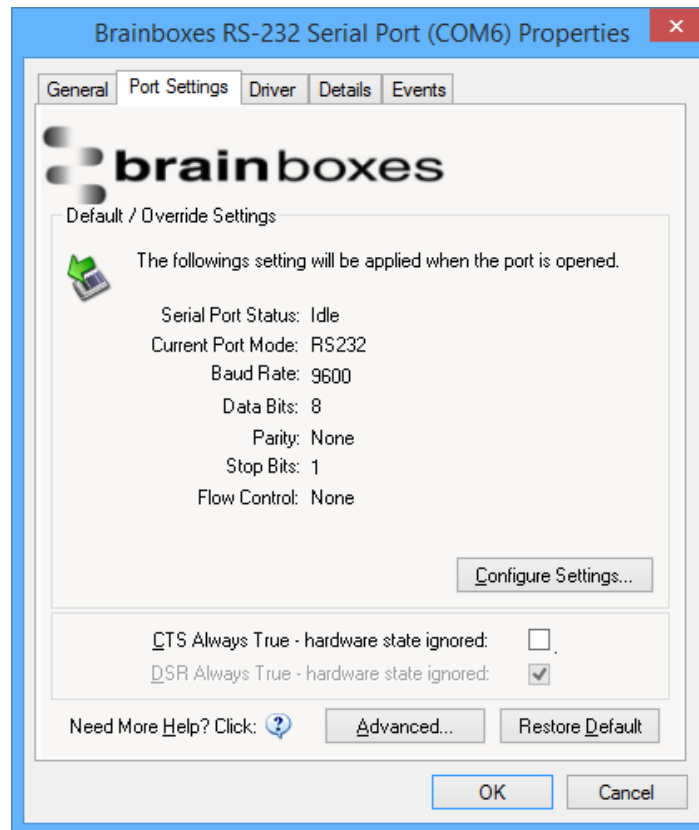 Brainboxes RS-232 Serial Port (COM6) Properties
General Port Settings Driver Details Events
brainboxes
Default / Override Settings
The followings setting will be applied when the port is opened.
Serial Port Status: Idle
Current Port Mode: RS232
Baud Rate: 9600
Data Bits: 8
Parity: None
Stop Bits: 1
Flow Control: None
Configure Settings...
CTS Always True - hardware state ignored:
DSR Always True - hardware state ignored:
Need More Help? Click: Advanced... Restore Default
OK Cancel